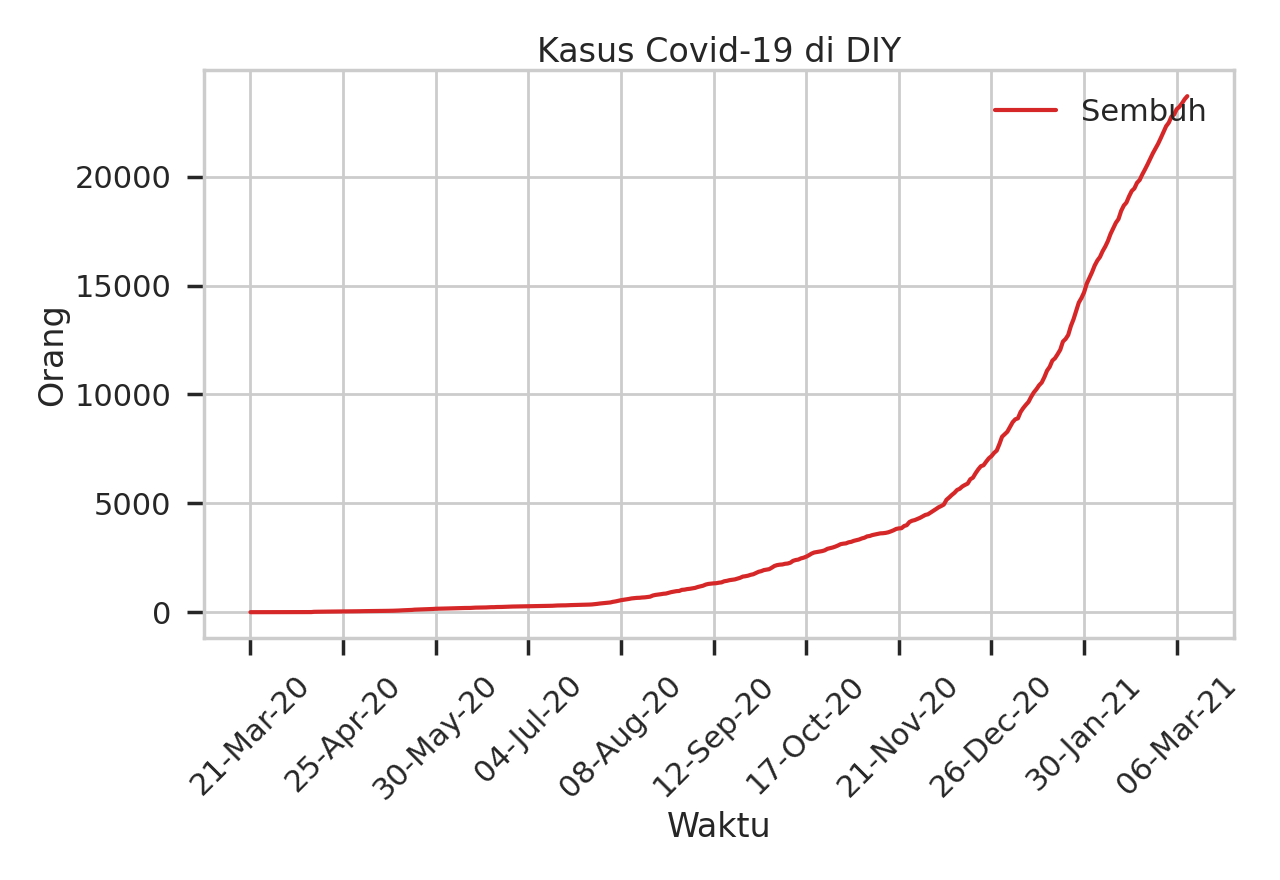 Kasus Covid-19 di DIY
Sembuh
Orang
20000
15000
10000
5000
0
21-Mar-20
25-Apr-20
30-May-20
04-Jul-20
08-Aug-20
12-Sep-20
17-Oct-20
21-Nov-20
26-Dec-20
30-Jan-21
06-Mar-21
Waktu